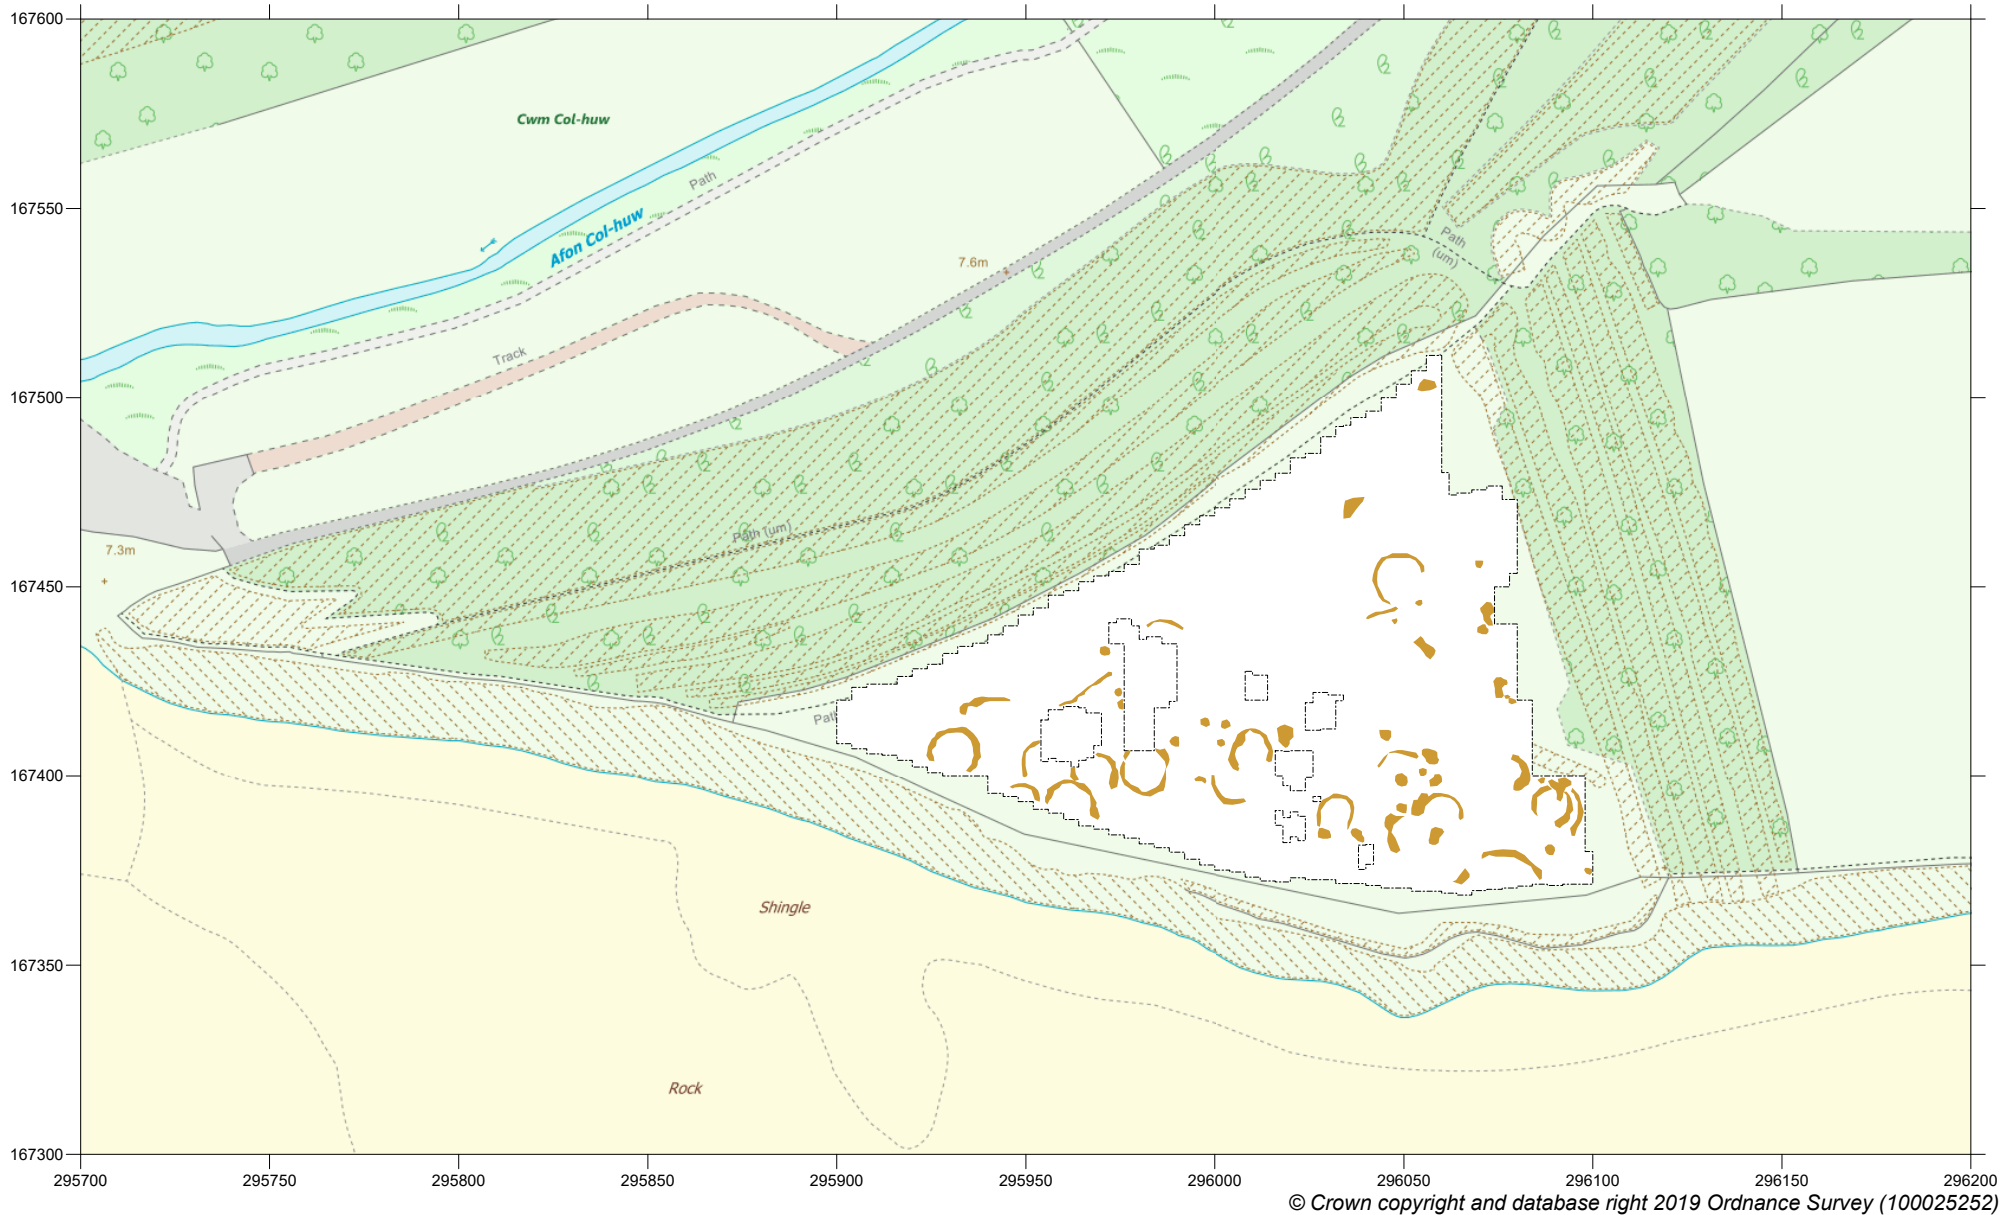 167600
Cwm Col-huw
Path
167550
Afon Col-huw
Path
(um)
7.6m
Track
167500
Path (um)
7.3m
167450
Pat
167400
Shingle
167350
Rock
167300
295700 295750 295800 295850 295900 295950 296000 296050 296100 296150 296200
© Crown copyright and database right 2019 Ordnance Survey (100025252)